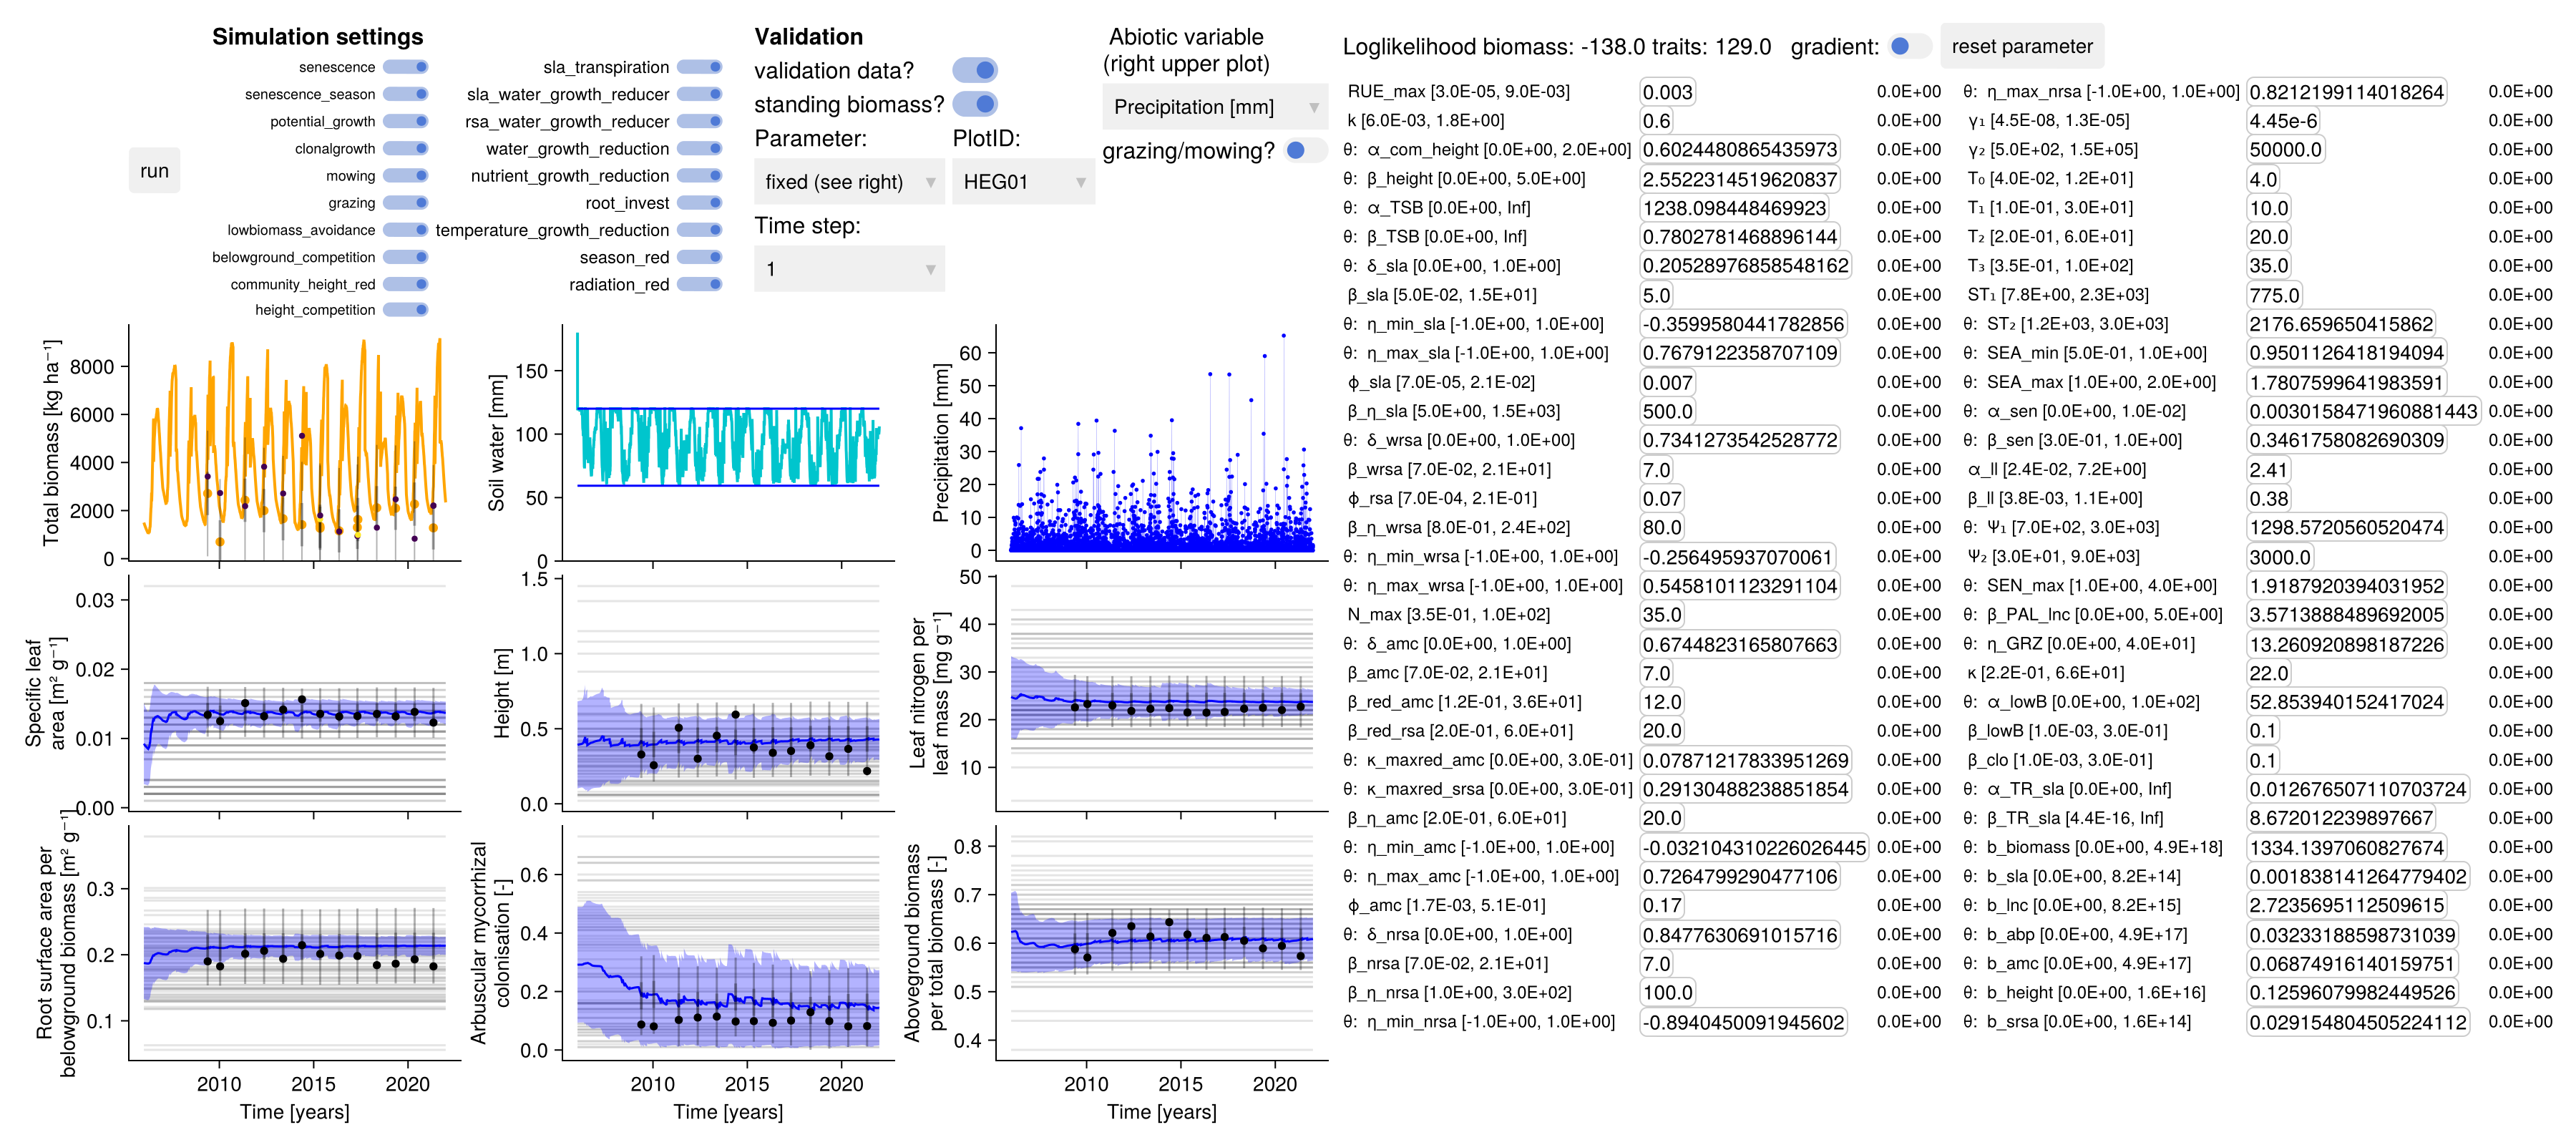 Simulation settings
senescence
senescence_season
potential_growth
clonalgrowth
mowing
grazing
lowbiomass_avoidance
belowground_competition
community_height_red
height_competition
run
sla_transpiration
sla_water_growth_reducer
rsa_water_growth_reducer
water_growth_reduction
nutrient_growth_reduction
root_invest
temperature_growth_reduction
season_red
radiation_red
Validation
validation data?
standing biomass?
Parameter:
PlotID:
fixed (see right) ▼
HEG01 ▼
Time step:
1 ▼
Abiotic variable
(right upper plot)
Precipitation [mm] ▼
grazing/mowing?
Loglikelihood biomass: -138.0 traits: 129.0 gradient:
reset parameter
RUE_max [3.0E-05, 9.0E-03] 0.003 0.0E+00
k [6.0E-03, 1.8E+00] 0.6 0.0E+00
θ: α_com_height [0.0E+00, 2.0E+00] 0.6024480865435973 0.0E+00
θ: β_height [0.0E+00, 5.0E+00] 2.5522314519620837 0.0E+00
θ: α_TSB [0.0E+00, Inf] 1238.098448469923 0.0E+00
θ: β_TSB [0.0E+00, Inf] 0.7802781468896144 0.0E+00
θ: δ_sla [0.0E+00, 1.0E+00] 0.20528976858548162 0.0E+00
β_sla [5.0E-02, 1.5E+01] 5.0 0.0E+00
θ: η_min_sla [-1.0E+00, 1.0E+00] -0.3599580441782856 0.0E+00
θ: η_max_sla [-1.0E+00, 1.0E+00] 0.7679122358707109 0.0E+00
ϕ_sla [7.0E-05, 2.1E-02] 0.007 0.0E+00
β_η_sla [5.0E+00, 1.5E+03] 500.0 0.0E+00
θ: δ_wrsa [0.0E+00, 1.0E+00] 0.7341273542528772 0.0E+00
β_wrsa [7.0E-02, 2.1E+01] 7.0 0.0E+00
ϕ_rsa [7.0E-04, 2.1E-01] 0.07 0.0E+00
β_η_wrsa [8.0E-01, 2.4E+02] 80.0 0.0E+00
θ: η_min_wrsa [-1.0E+00, 1.0E+00] -0.256495937070061 0.0E+00
θ: η_max_wrsa [-1.0E+00, 1.0E+00] 0.5458101123291104 0.0E+00
N_max [3.5E-01, 1.0E+02] 35.0 0.0E+00
θ: δ_amc [0.0E+00, 1.0E+00] 0.6744823165807663 0.0E+00
β_amc [7.0E-02, 2.1E+01] 7.0 0.0E+00
β_red_amc [1.2E-01, 3.6E+01] 12.0 0.0E+00
β_red_rsa [2.0E-01, 6.0E+01] 20.0 0.0E+00
θ: κ_maxred_amc [0.0E+00, 3.0E-01] 0.07871217833951269 0.0E+00
θ: κ_maxred_srsa [0.0E+00, 3.0E-01] 0.29130488238851854 0.0E+00
β_η_amc [2.0E-01, 6.0E+01] 20.0 0.0E+00
θ: η_min_amc [-1.0E+00, 1.0E+00] -0.032104310226026445 0.0E+00
θ: η_max_amc [-1.0E+00, 1.0E+00] 0.7264799290477106 0.0E+00
ϕ_amc [1.7E-03, 5.1E-01] 0.17 0.0E+00
θ: δ_nrsa [0.0E+00, 1.0E+00] 0.8477630691015716 0.0E+00
β_nrsa [7.0E-02, 2.1E+01] 7.0 0.0E+00
β_η_nrsa [1.0E+00, 3.0E+02] 100.0 0.0E+00
θ: η_min_nrsa [-1.0E+00, 1.0E+00] -0.8940450091945602 0.0E+00
θ: η_max_nrsa [-1.0E+00, 1.0E+00] 0.8212199114018264 0.0E+00
γ₁ [4.5E-08, 1.3E-05] 4.45e-6 0.0E+00
γ₂ [5.0E+02, 1.5E+05] 50000.0 0.0E+00
T₀ [4.0E-02, 1.2E+01] 4.0 0.0E+00
T₁ [1.0E-01, 3.0E+01] 10.0 0.0E+00
T₂ [2.0E-01, 6.0E+01] 20.0 0.0E+00
T₃ [3.5E-01, 1.0E+02] 35.0 0.0E+00
ST₁ [7.8E+00, 2.3E+03] 775.0 0.0E+00
θ: ST₂ [1.2E+03, 3.0E+03] 2176.659650415862 0.0E+00
θ: SEA_min [5.0E-01, 1.0E+00] 0.9501126418194094 0.0E+00
θ: SEA_max [1.0E+00, 2.0E+00] 1.7807599641983591 0.0E+00
θ: α_sen [0.0E+00, 1.0E-02] 0.0030158471960881443 0.0E+00
θ: β_sen [3.0E-01, 1.0E+00] 0.3461758082690309 0.0E+00
α_ll [2.4E-02, 7.2E+00] 2.41 0.0E+00
β_ll [3.8E-03, 1.1E+00] 0.38 0.0E+00
θ: Ψ₁ [7.0E+02, 3.0E+03] 1298.5720560520474 0.0E+00
Ψ₂ [3.0E+01, 9.0E+03] 3000.0 0.0E+00
θ: SEN_max [1.0E+00, 4.0E+00] 1.9187920394031952 0.0E+00
θ: β_PAL_lnc [0.0E+00, 5.0E+00] 3.5713888489692005 0.0E+00
θ: η_GRZ [0.0E+00, 4.0E+01] 13.260920898187226 0.0E+00
κ [2.2E-01, 6.6E+01] 22.0 0.0E+00
θ: α_lowB [0.0E+00, 1.0E+02] 52.853940152417024 0.0E+00
β_lowB [1.0E-03, 3.0E-01] 0.1 0.0E+00
β_clo [1.0E-03, 3.0E-01] 0.1 0.0E+00
θ: α_TR_sla [0.0E+00, Inf] 0.012676507110703724 0.0E+00
θ: β_TR_sla [4.4E-16, Inf] 8.672012239897667 0.0E+00
θ: b_biomass [0.0E+00, 4.9E+18] 1334.1397060827674 0.0E+00
θ: b_sla [0.0E+00, 8.2E+14] 0.001838141264779402 0.0E+00
θ: b_lnc [0.0E+00, 8.2E+15] 2.7235695112509615 0.0E+00
θ: b_abp [0.0E+00, 4.9E+17] 0.03233188598731039 0.0E+00
θ: b_amc [0.0E+00, 4.9E+17] 0.06874916140159751 0.0E+00
θ: b_height [0.0E+00, 1.6E+16] 0.12596079982449526 0.0E+00
θ: b_srsa [0.0E+00, 1.6E+14] 0.029154804505224112 0.0E+00
Total biomass [kg ha⁻¹]
8000
6000
4000
2000
0
Soil water [mm]
150
100
50
0
Precipitation [mm]
60
50
40
30
20
10
0
Specific leaf
area [m² g⁻¹]
0.03
0.02
0.01
0.00
Height [m]
1.5
1.0
0.5
0.0
Leaf nitrogen per
leaf mass [mg g⁻¹]
50
40
30
20
10
Root surface area per
belowground biomass [m² g⁻¹]
0.3
0.2
0.1
2010 2015 2020
Time [years]
Arbuscular mycorrhizal
colonisation [-]
0.6
0.4
0.2
0.0
2010 2015 2020
Time [years]
Aboveground biomass
per total biomass [-]
0.8
0.7
0.6
0.5
0.4
2010 2015 2020
Time [years]